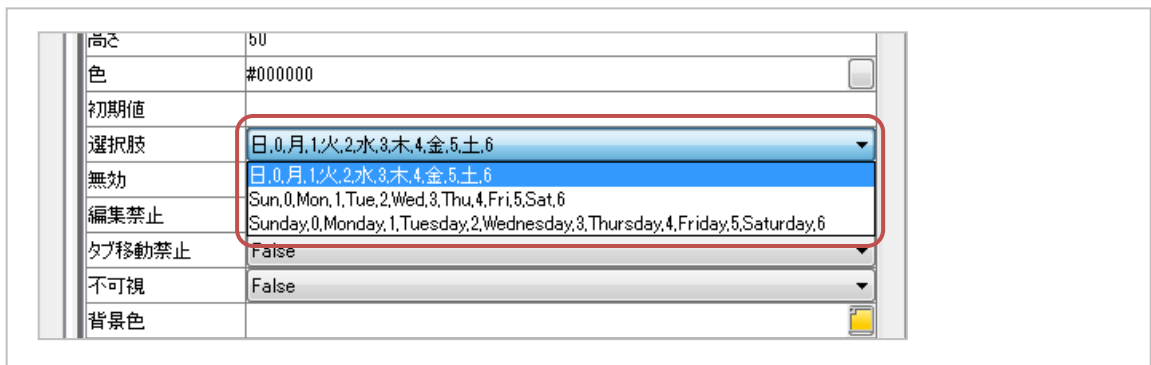 高さ 50
色 #000000
初期値
選択肢 日,0,月,1,火,2,水,3,木,4,金,5,土,6
無効 日,0,月,1,火,2,水,3,木,4,金,5,土,6
Sun,0,Mon,1,Tue,2,Wed,3,Thu,4,Fri,5,Sat,6
編集禁止 Sunday,0,Monday,1,Tuesday,2,Wednesday,3,Thursday,4,Friday,5,Saturday,6
タブ移動禁止 False
不可視 False
背景色